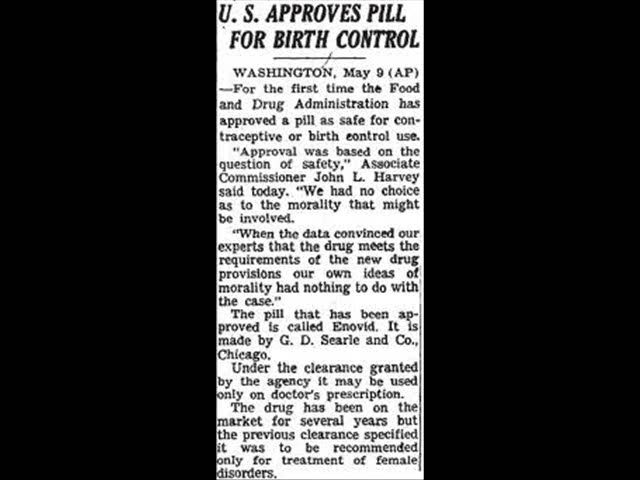 U. S. APPROVES PILL
FOR BIRTH CONTROL
WASHINGTON, May 9 (AP)
—For the first time the Food
and Drug Administration has
approved a pill as safe for con-
traceptive or birth control use.
"Approval was based on the
question of safety," Associate
Commissioner John L. Harvey
said today. "We had no choice
as to the morality that might
be involved.
"When the data convinced our
experts that the drug meets the
requirements of the new drug
provisions our own ideas of
morality had nothing to do with
the case."
The pill that has been ap-
proved is called Enovid. It is
made by G. D. Searle and Co.,
Chicago.
Under the clearance granted
by the agency it may be used
only on doctor's prescription.
The drug has been on the
market for several years but
the previous clearance specified
it was to be recommended
only for treatment of female
disorders.